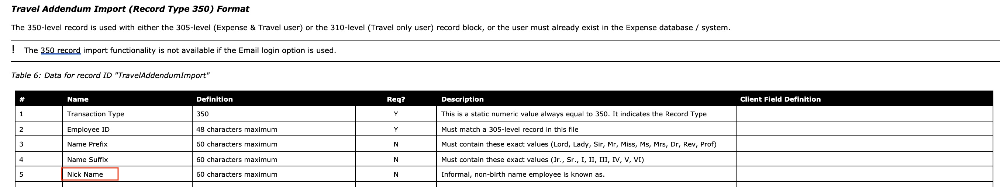 Travel Addendum Import (Record Type 350) Format
The 350-level record is used with either the 305-level (Expense & Travel user) or the 310-level (Travel only user) record block, or the user must already exist in the Expense database / system.
! The 350 record import functionality is not available if the Email login option is used.
Table 6: Data for record ID "TravelAddendumImport"
# Name Definition Req? Description Client Field Definition
1 Transaction Type 350 Y This is a static numeric value always equal to 350. It indicates the Record Type
2 Employee ID 48 characters maximum Y Must match a 305-level record in this file
3 Name Prefix 60 characters maximum N Must contain these exact values (Lord, Lady, Sir, Mr, Miss, Ms, Mrs, Dr, Rev, Prof)
4 Name Suffix 60 characters maximum N Must contain these exact values (Jr., Sr., I, II, III, IV, V, VI)
5 Nick Name 60 characters maximum N Informal, non-birth name employee is known as.